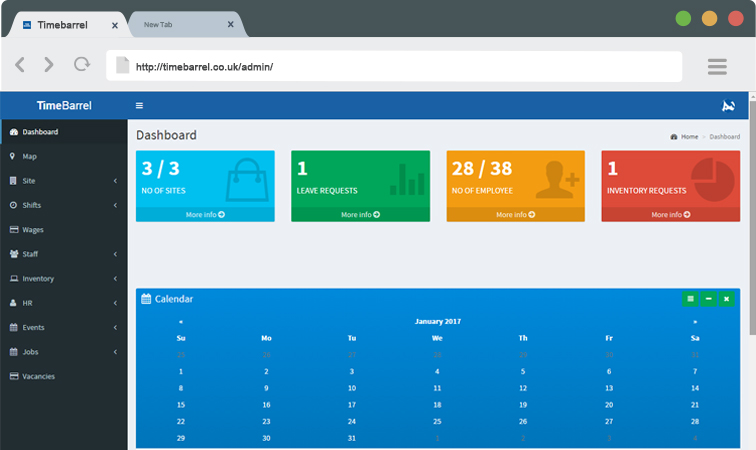 Timebarrel
New Tab
http://timebarrel.co.uk/admin/
TimeBarrel
Dashboard
Map
Site
Shifts
Wages
Staff
Inventory
HR
Events
Jobs
Vacancies
Dashboard
Home > Dashboard
3 / 3
NO OF SITES
More info
1
LEAVE REQUESTS
More info
28 / 38
NO OF EMPLOYEE
More info
1
INVENTORY REQUESTS
More info
Calendar
« January 2017 »
Su Mo Tu We Th Fr Sa
25 26 27 28 29 30 31
1 2 3 4 5 6 7
8 9 10 11 12 13 14
15 16 17 18 19 20 21
22 23 24 25 26 27 28
29 30 31 1 2 3 4